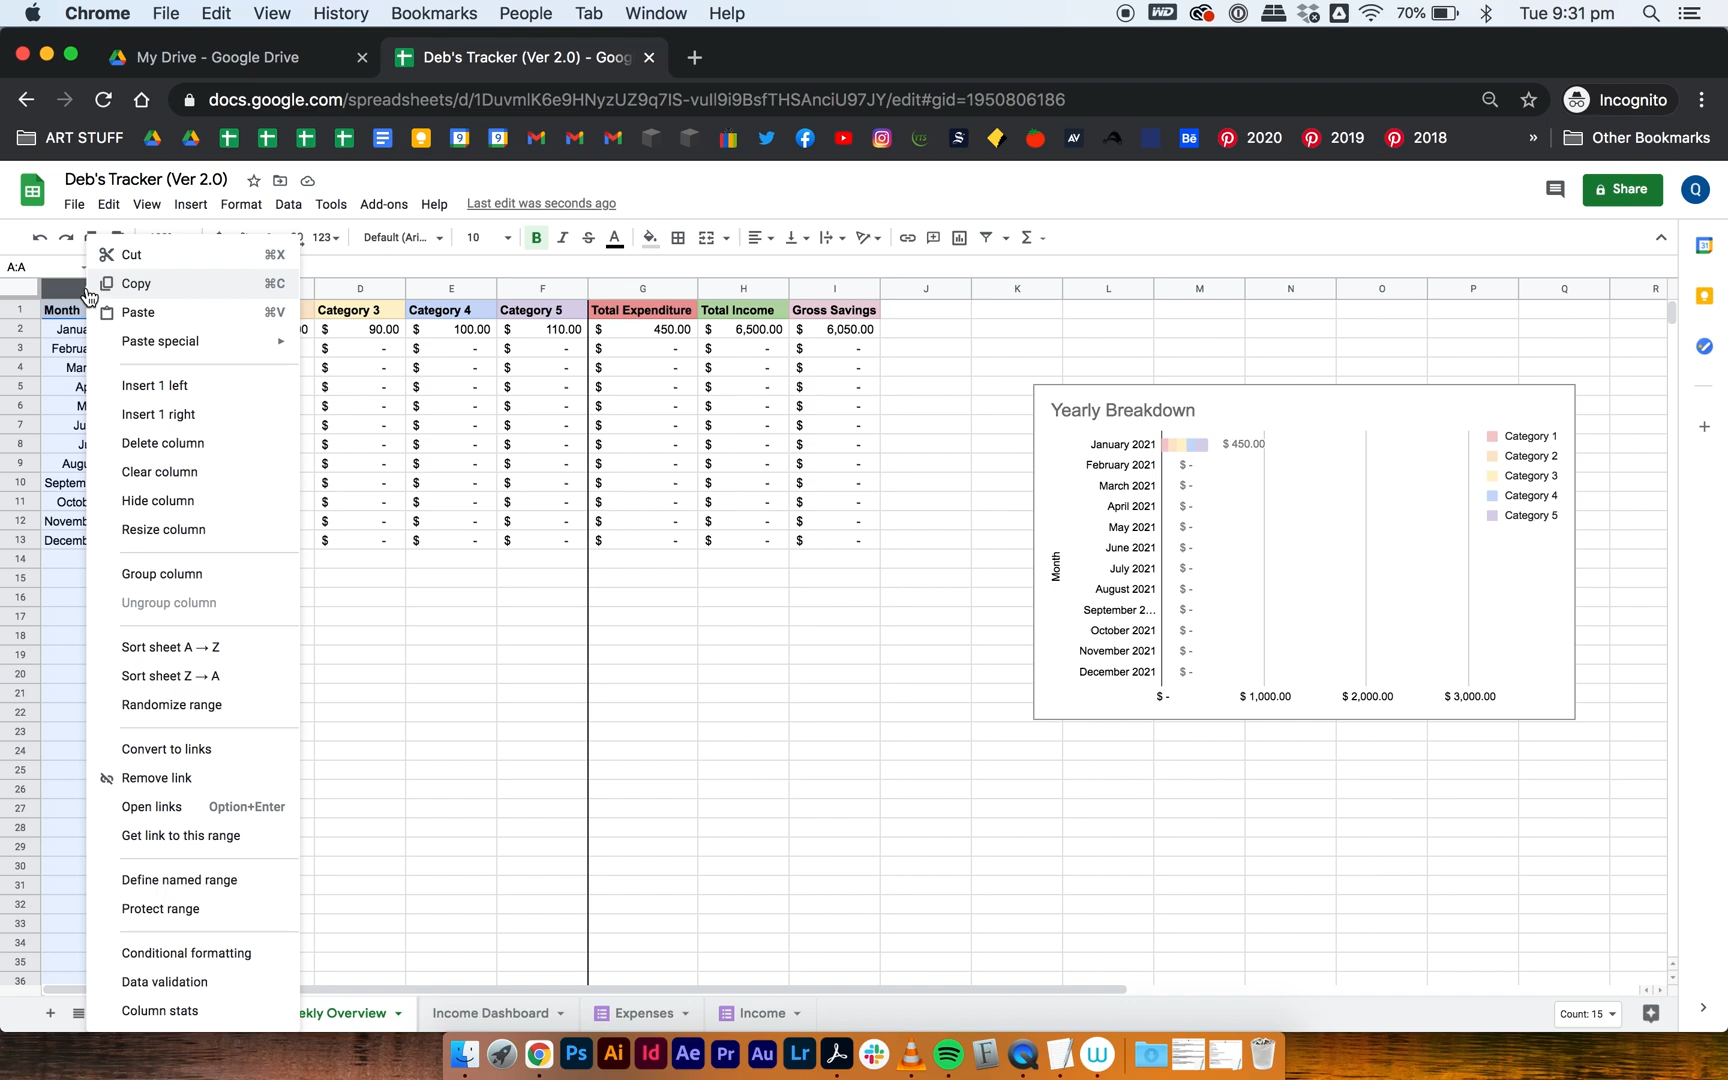 Chrome File Edit View History Bookmarks People Tab Window Help 70% Tue 9:31 pm
My Drive - Google Drive Deb's Tracker (Ver 2.0) - Goog
docs.google.com/spreadsheets/d/1DuvmlK6e9HNyzUZ9q7IS-vuIl9i9BsfTHSAnciU97JY/edit#gid=1950806186 Incognito
ART STUFF 2020 2019 2018 » Other Bookmarks
Deb's Tracker (Ver 2.0)
File Edit View Insert Format Data Tools Add-ons Help Last edit was seconds ago Share Q
123 Default (Ari... 10 B I S A
A:A
D E F G H I J K L M N O P Q R
1 Month Category 3 Category 4 Category 5 Total Expenditure Total Income Gross Savings
2 Janua 0 $ 90.00 $ 100.00 $ 110.00 $ 450.00 $ 6,500.00 $ 6,050.00
3 Februa $ - $ - $ - $ - $ - $ -
4 Mar $ - $ - $ - $ - $ - $ -
5 Ap $ - $ - $ - $ - $ - $ -
6 M $ - $ - $ - $ - $ - $ -
7 Ju $ - $ - $ - $ - $ - $ -
8 Ju $ - $ - $ - $ - $ - $ -
9 Augu $ - $ - $ - $ - $ - $ -
10 Septem $ - $ - $ - $ - $ - $ -
11 Octob $ - $ - $ - $ - $ - $ -
12 Novemb $ - $ - $ - $ - $ - $ -
13 Decemb $ - $ - $ - $ - $ - $ -
14
15
16
17
18
19
20
21
22
23
24
25
26
27
28
29
30
31
32
33
34
35
36
Cut ⌘X
Copy ⌘C
Paste ⌘V
Paste special
Insert 1 left
Insert 1 right
Delete column
Clear column
Hide column
Resize column
Group column
Ungroup column
Sort sheet A → Z
Sort sheet Z → A
Randomize range
Convert to links
Remove link
Open links Option+Enter
Get link to this range
Define named range
Protect range
Conditional formatting
Data validation
Column stats
Yearly Breakdown
January 2021 $ 450.00
February 2021 $ -
March 2021 $ -
April 2021 $ -
May 2021 $ -
June 2021 $ -
July 2021 $ -
August 2021 $ -
September 2... $ -
October 2021 $ -
November 2021 $ -
December 2021 $ -
Month
$ - $ 1,000.00 $ 2,000.00 $ 3,000.00
Category 1
Category 2
Category 3
Category 4
Category 5
ekly Overview Income Dashboard Expenses Income Count: 15
Ps Ai Id Ae Pr Au Lr